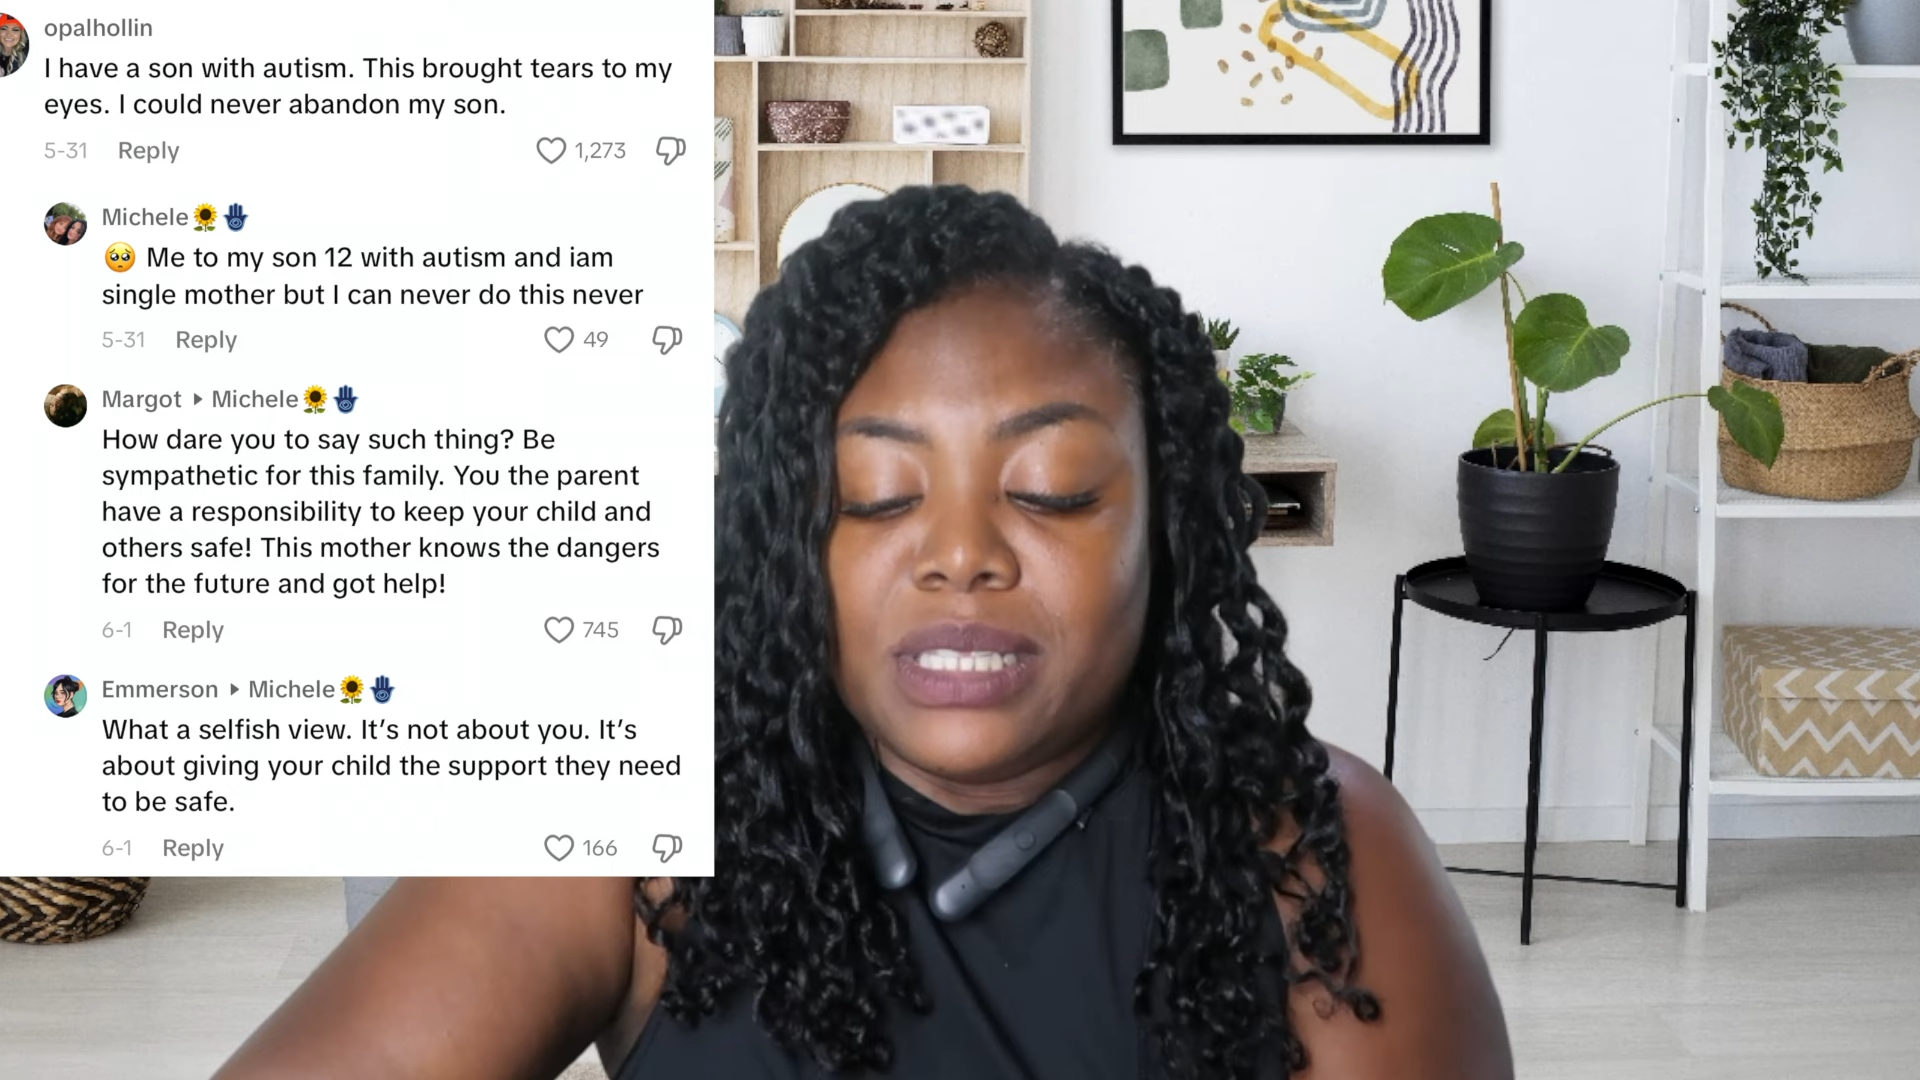 opalhollin
I have a son with autism. This brought tears to my
eyes. I could never abandon my son.
5-31 Reply 1,273
Michele🌻🪬
🥺 Me to my son 12 with autism and iam
single mother but I can never do this never
5-31 Reply 49
Margot ▸ Michele🌻🪬
How dare you to say such thing? Be
sympathetic for this family. You the parent
have a responsibility to keep your child and
others safe! This mother knows the dangers
for the future and got help!
6-1 Reply 745
Emmerson ▸ Michele🌻🪬
What a selfish view. It’s not about you. It’s
about giving your child the support they need
to be safe.
6-1 Reply 166